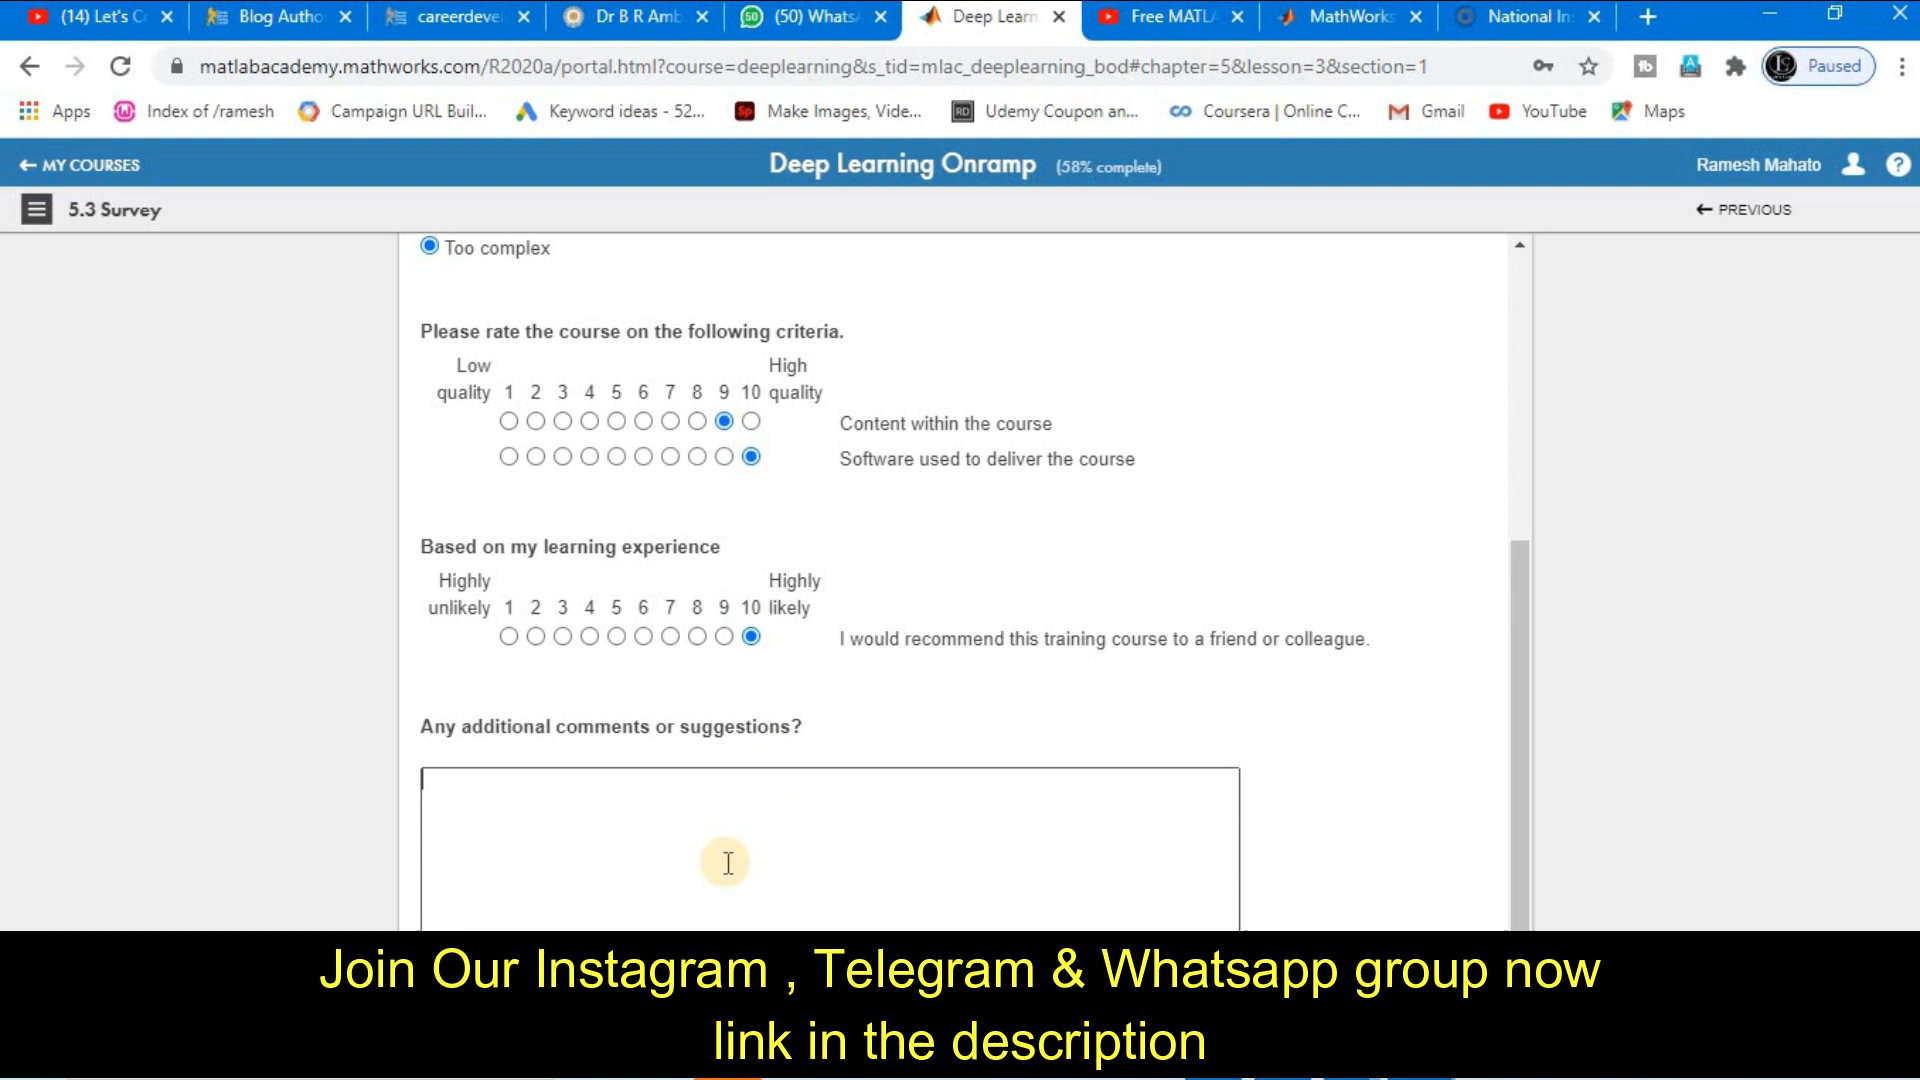 (14) Let's C
Blog Autho
careerdeve
Dr B R Amb
(50) Whats
Deep Learn
Free MATL
MathWorks
National In
matlabacademy.mathworks.com/R2020a/portal.html?course=deeplearning&s_tid=mlac_deeplearning_bod#chapter=5&lesson=3&section=1
Paused
Apps
Index of /ramesh
Campaign URL Buil...
Keyword ideas - 52...
Make Images, Vide...
Udemy Coupon an...
Coursera | Online C...
Gmail
YouTube
Maps
← MY COURSES
Deep Learning Onramp (58% complete)
Ramesh Mahato
5.3 Survey
← PREVIOUS
Too complex
Please rate the course on the following criteria.
Low High
quality 1 2 3 4 5 6 7 8 9 10 quality
Content within the course
Software used to deliver the course
Based on my learning experience
Highly Highly
unlikely 1 2 3 4 5 6 7 8 9 10 likely
I would recommend this training course to a friend or colleague.
Any additional comments or suggestions?
Join Our Instagram , Telegram & Whatsapp group now
link in the description